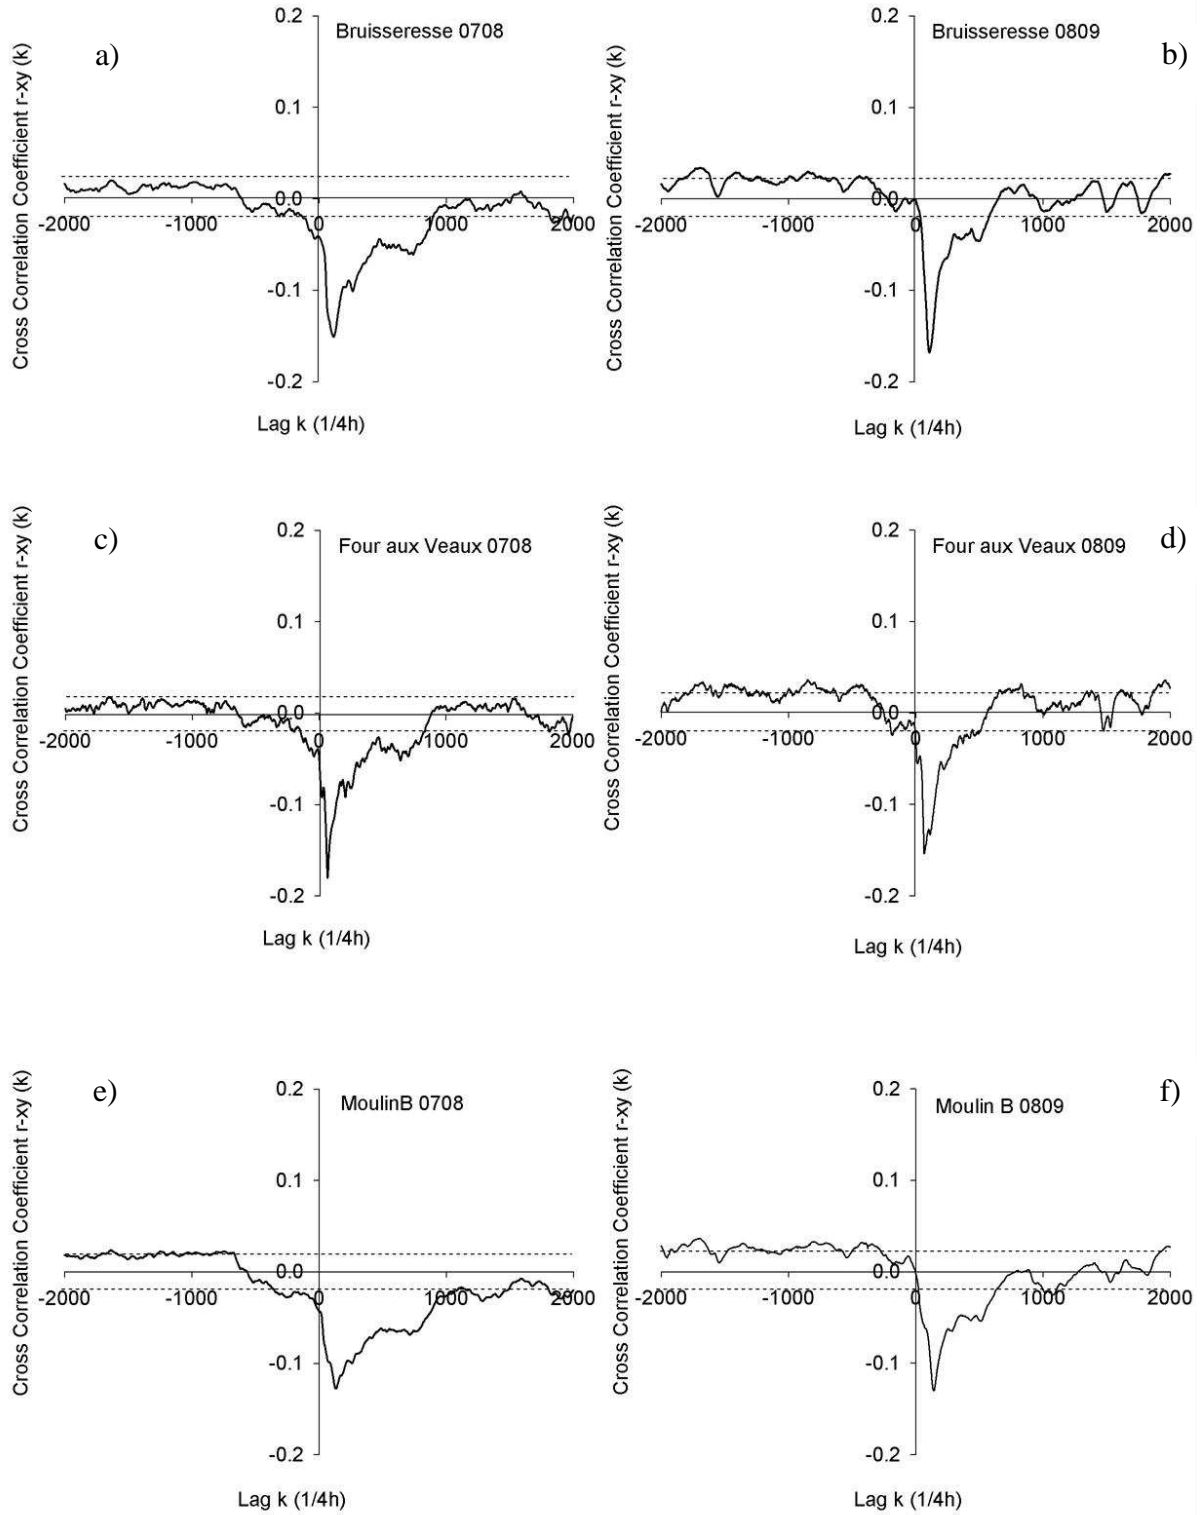 a)
Bruisseresse 0708
Cross Correlation Coefficient r-xy (k)
0.2
0.1
0.0
-0.1
-0.2
-2000 -1000 0 1000 2000
Lag k (1/4h)
b)
Bruisseresse 0809
Cross Correlation Coefficient r-xy (k)
0.2
0.1
0.0
-0.1
-0.2
-2000 -1000 0 1000 2000
Lag k (1/4h)
c)
Four aux Veaux 0708
Cross Correlation Coefficient r-xy (k)
0.2
0.1
0.0
-0.1
-0.2
-2000 -1000 0 1000 2000
Lag k (1/4h)
d)
Four aux Veaux 0809
Cross Correlation Coefficient r-xy (k)
0.2
0.1
0.0
-0.1
-0.2
-2000 -1000 0 1000 2000
Lag k (1/4h)
e)
MoulinB 0708
Cross Correlation Coefficient r-xy (k)
0.2
0.1
0.0
-0.1
-0.2
-2000 -1000 0 1000 2000
Lag k (1/4h)
f)
Moulin B 0809
Cross Correlation Coefficient r-xy (k)
0.2
0.1
0.0
-0.1
-0.2
-2000 -1000 0 1000 2000
Lag k (1/4h)